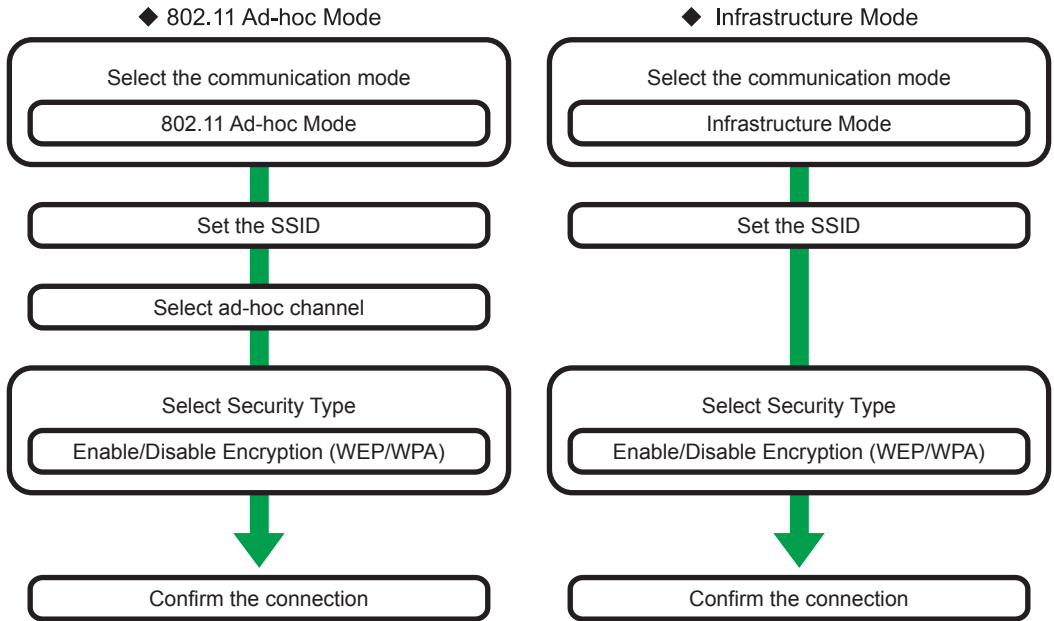 ◆ 802.11 Ad-hoc Mode
Select the communication mode
802.11 Ad-hoc Mode
Set the SSID
Select ad-hoc channel
Select Security Type
Enable/Disable Encryption (WEP/WPA)
Confirm the connection
◆ Infrastructure Mode
Select the communication mode
Infrastructure Mode
Set the SSID
Select Security Type
Enable/Disable Encryption (WEP/WPA)
Confirm the connection